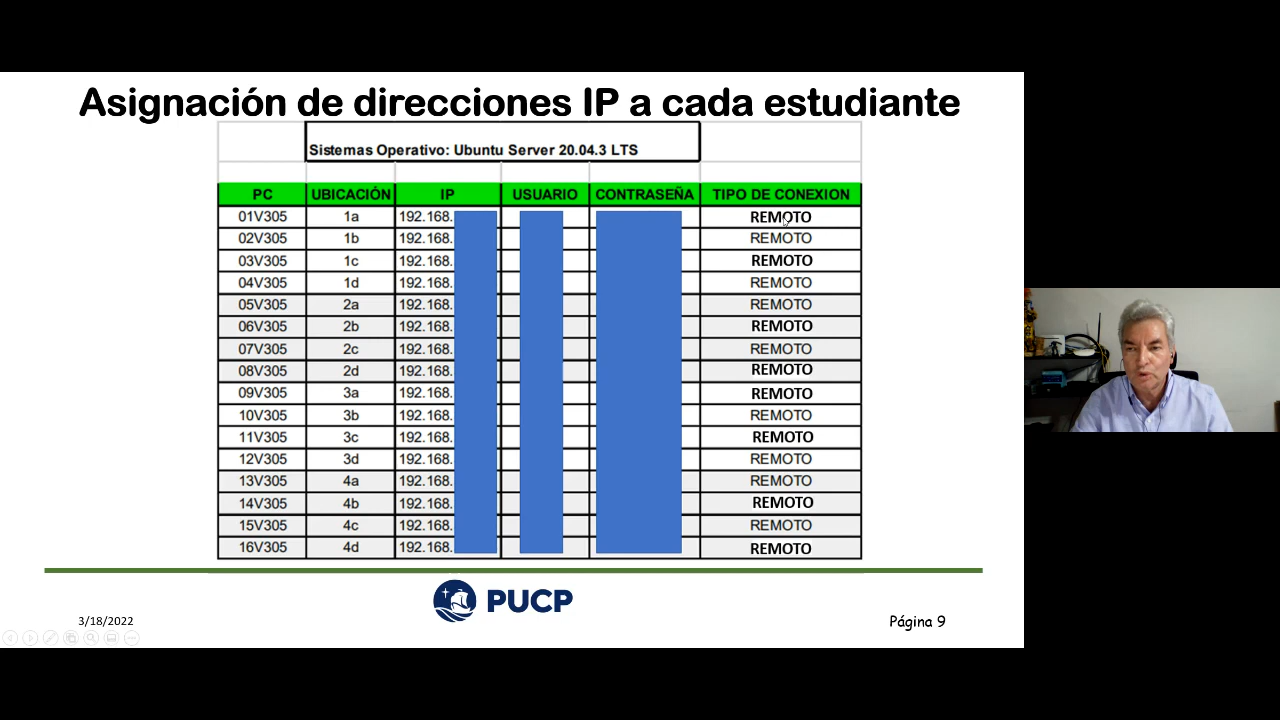 Asignación de direcciones IP a cada estudiante
Sistemas Operativo: Ubuntu Server 20.04.3 LTS
PC UBICACIÓN IP USUARIO CONTRASEÑA TIPO DE CONEXION
01V305 1a 192.168. REMOTO
02V305 1b 192.168. REMOTO
03V305 1c 192.168. REMOTO
04V305 1d 192.168. REMOTO
05V305 2a 192.168. REMOTO
06V305 2b 192.168. REMOTO
07V305 2c 192.168. REMOTO
08V305 2d 192.168. REMOTO
09V305 3a 192.168. REMOTO
10V305 3b 192.168. REMOTO
11V305 3c 192.168. REMOTO
12V305 3d 192.168. REMOTO
13V305 4a 192.168. REMOTO
14V305 4b 192.168. REMOTO
15V305 4c 192.168. REMOTO
16V305 4d 192.168. REMOTO
PUCP
3/18/2022 Página 9